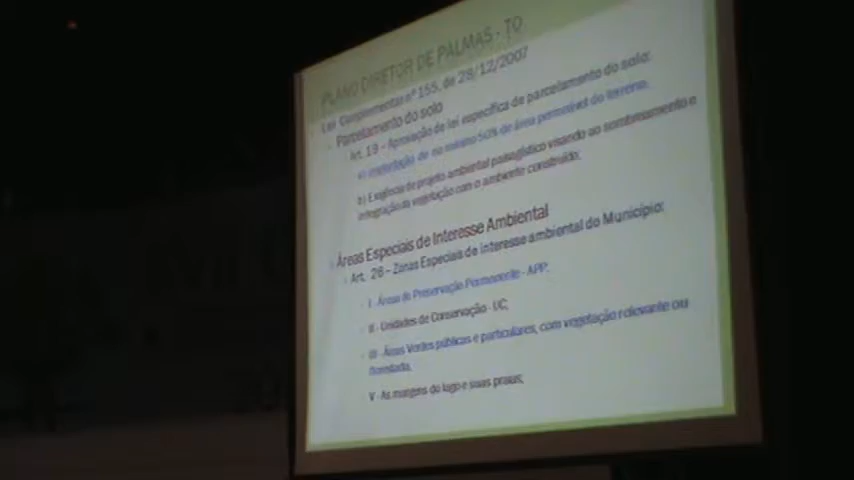 PLANO DIRETOR DE PALMAS - TO
Lei Complementar nº 155, de 28/12/2007
Parcelamento do solo
Art. 19 – Aprovação de lei específica de parcelamento do solo:
a) Implantação de no mínimo 50% de área permeável do terreno;
b) Exigência de projeto ambiental paisagístico visando ao sombreamento e
integração da vegetação com o ambiente construído;
Áreas Especiais de Interesse Ambiental
Art. 26 – Zonas Especiais de interesse ambiental do Município:
I - Áreas de Preservação Permanente - APP;
II - Unidades de Conservação - UC;
III - Áreas Verdes públicas e particulares, com vegetação relevante ou
florestada;
V - As margens do lago e suas praias;